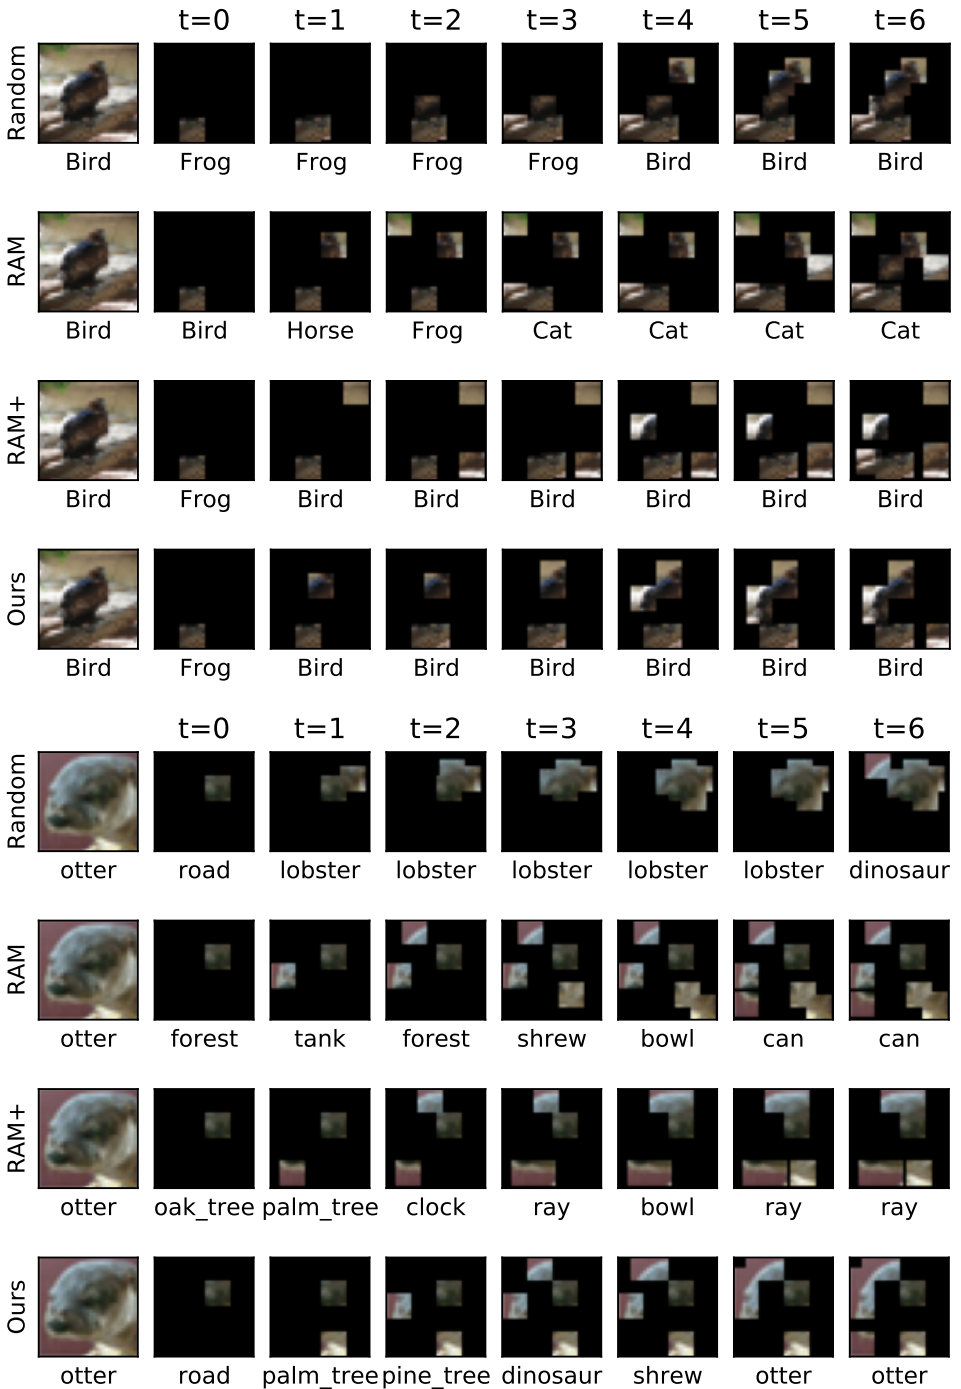 t=0 t=1 t=2 t=3 t=4 t=5 t=6
Random
Bird Frog Frog Frog Frog Bird Bird Bird
RAM
Bird Bird Horse Frog Cat Cat Cat Cat
RAM+
Bird Frog Bird Bird Bird Bird Bird Bird
Ours
Bird Frog Bird Bird Bird Bird Bird Bird
t=0 t=1 t=2 t=3 t=4 t=5 t=6
Random
otter road lobster lobster lobster lobster lobster dinosaur
RAM
otter forest tank forest shrew bowl can can
RAM+
otter oak_tree palm_tree clock ray bowl ray ray
Ours
otter road palm_tree pine_tree dinosaur shrew otter otter